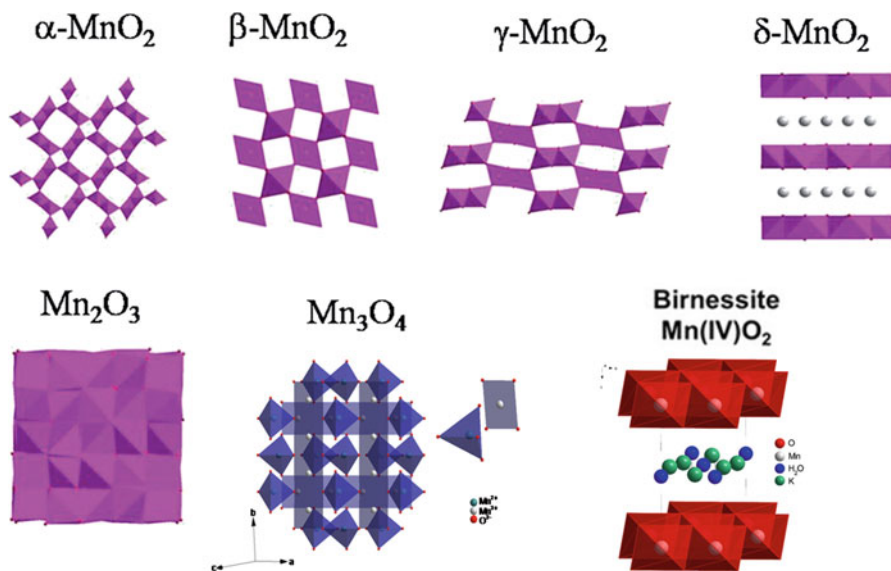 α-MnO₂
β-MnO₂
γ-MnO₂
δ-MnO₂
Mn₂O₃
Mn₃O₄
Birnessite
Mn(IV)O₂
Mn²⁺
Mn³⁺
O²⁻
b
a
c
O
Mn
H₂O
K